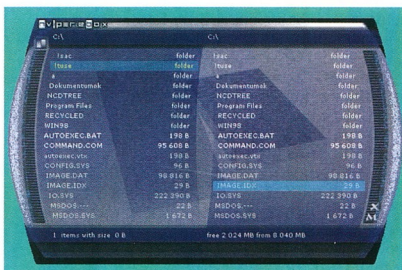 ViperBox
C:\
C:\
!sac folder
!tuze folder
a folder
Dokumentumok folder
NCDTREE folder
Program Files folder
RECYCLED folder
WIN98 folder
AUTOEXEC.BAT 198 B
COMMAND.COM 95 608 B
autoexec.vtx 198 B
CONFIG.SYS 96 B
IMAGE.DAT 98 816 B
IMAGE.IDX 29 B
IO.SYS 222 390 B
MSDOS.--- 22 B
MSDOS.SYS 1 672 B
!sac folder
!tuze folder
a folder
Dokumentumok folder
NCDTREE folder
Program Files folder
RECYCLED folder
WIN98 folder
AUTOEXEC.BAT 198 B
COMMAND.COM 95 608 B
autoexec.vtx 198 B
CONFIG.SYS 96 B
IMAGE.DAT 98 816 B
IMAGE.IDX 29 B
IO.SYS 222 390 B
MSDOS.--- 22 B
MSDOS.SYS 1 672 B
1 items with size 0 B
free 2 024 MB from 8 040 MB